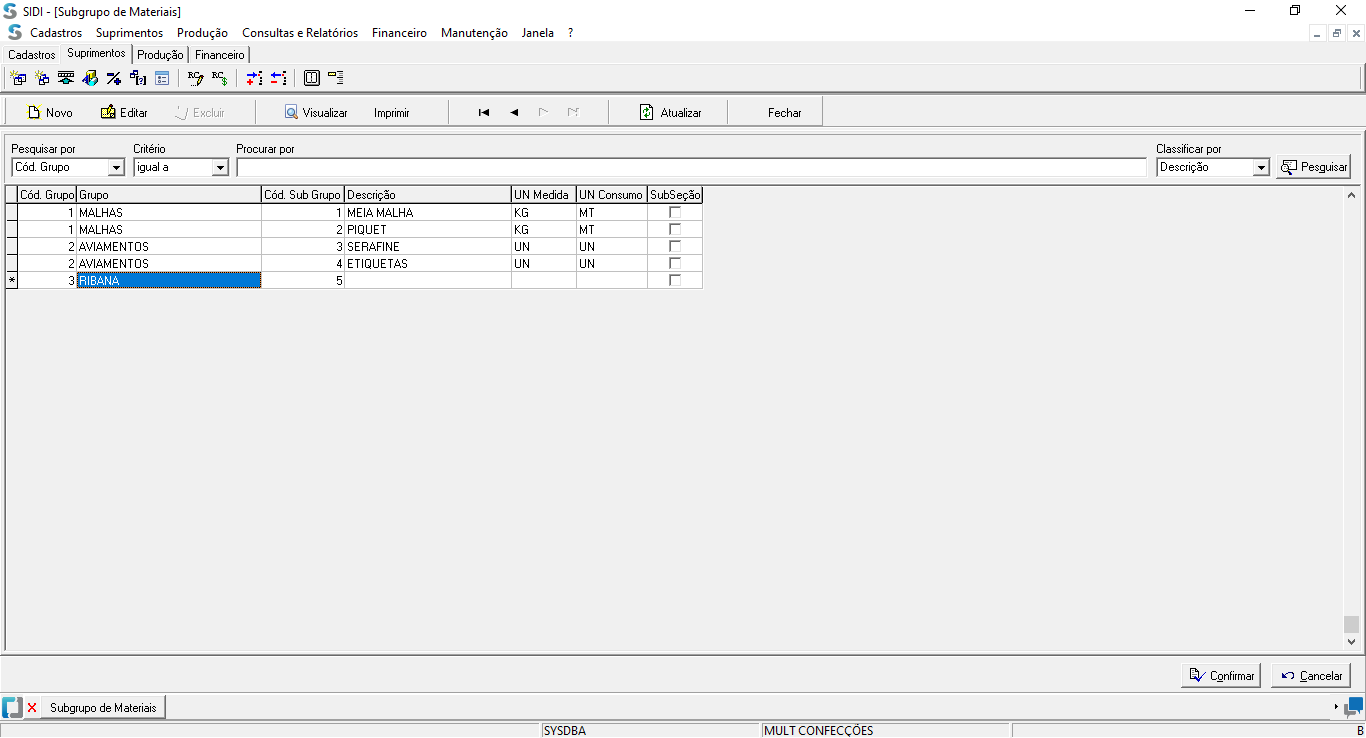 SIDI - [Subgrupo de Materiais]
Cadastros Suprimentos Produção Consultas e Relatórios Financeiro Manutenção Janela ?
Cadastros Suprimentos Produção Financeiro
Novo Editar Excluir Visualizar Imprimir Atualizar Fechar
Pesquisar por Critério Procurar por Classificar por
Cód. Grupo igual a Descrição Pesquisar
Cód. Grupo Grupo Cód. Sub Grupo Descrição UN Medida UN Consumo SubSeção
1 MALHAS 1 MEIA MALHA KG MT
1 MALHAS 2 PIQUET KG MT
2 AVIAMENTOS 3 SERAFINE UN UN
2 AVIAMENTOS 4 ETIQUETAS UN UN
* 3 RIBANA 5
Confirmar Cancelar
Subgrupo de Materiais
SYSDBA MULT CONFECÇÕES B